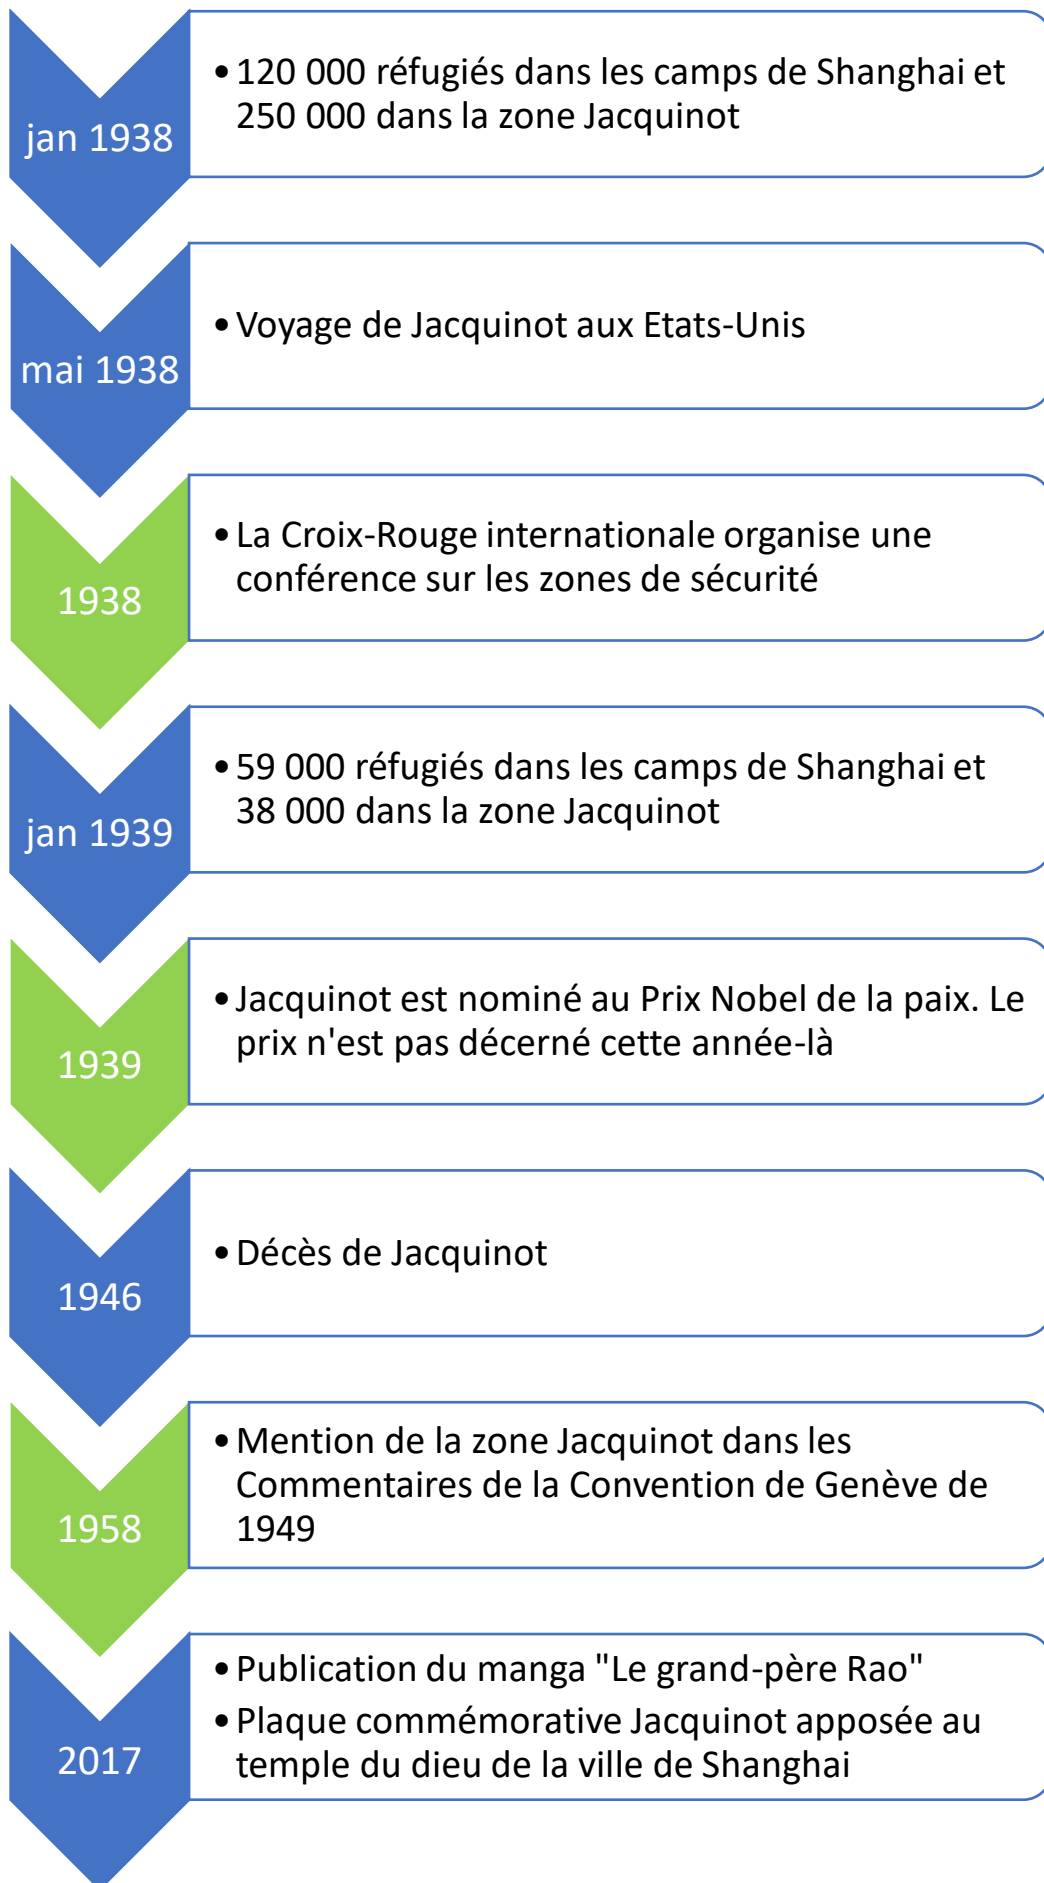 jan 1938
• 120 000 réfugiés dans les camps de Shanghai et
250 000 dans la zone Jacquinot
mai 1938
• Voyage de Jacquinot aux Etats-Unis
1938
• La Croix-Rouge internationale organise une
conférence sur les zones de sécurité
jan 1939
• 59 000 réfugiés dans les camps de Shanghai et
38 000 dans la zone Jacquinot
1939
• Jacquinot est nominé au Prix Nobel de la paix. Le
prix n'est pas décerné cette année-là
1946
• Décès de Jacquinot
1958
• Mention de la zone Jacquinot dans les
Commentaires de la Convention de Genève de
1949
2017
• Publication du manga "Le grand-père Rao"
• Plaque commémorative Jacquinot apposée au
temple du dieu de la ville de Shanghai